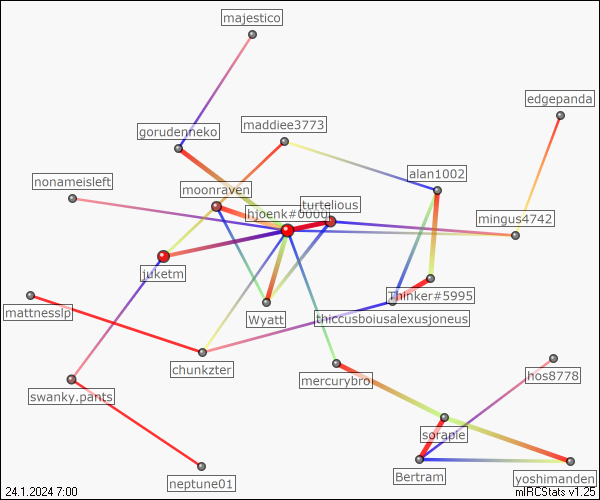 majestico
edgepanda
maddiee3773
gorudenneko
alan1002
nonameisleft
moonraven
turtelious
hjoenk#0000
mingus4742
juketm
Thinker#5995
mattnesslp
Wyatt
thiccusboiusalexusjoneus
chunkzter
mercurybro
hos8778
swanky.pants
sorapie
Bertram
yoshimanden
neptune01
24.1.2024 7:00
mIRCStats v1.25